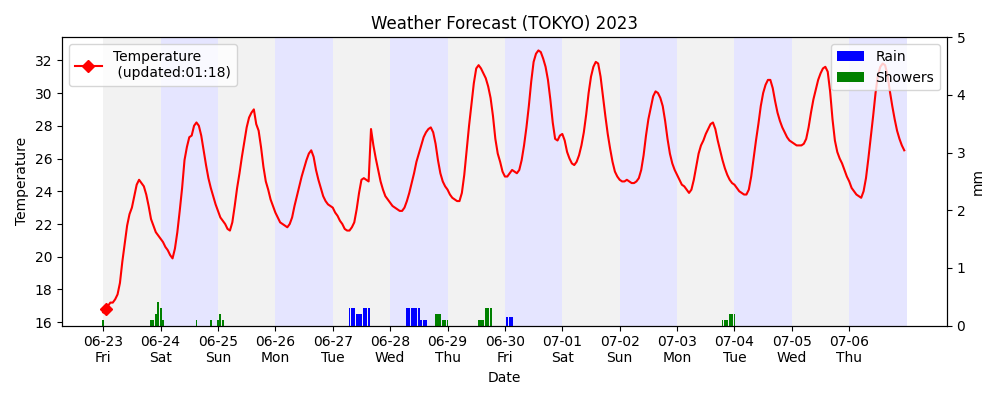 Weather Forecast (TOKYO) 2023
Temperature
(updated:01:18)
Rain
Showers
Temperature
32
30
28
26
24
22
20
18
16
5
4
3
2
1
0
mm
06-23 06-24 06-25 06-26 06-27 06-28 06-29 06-30 07-01 07-02 07-03 07-04 07-05 07-06
Fri Sat Sun Mon Tue Wed Thu Fri Sat Sun Mon Tue Wed Thu
Date